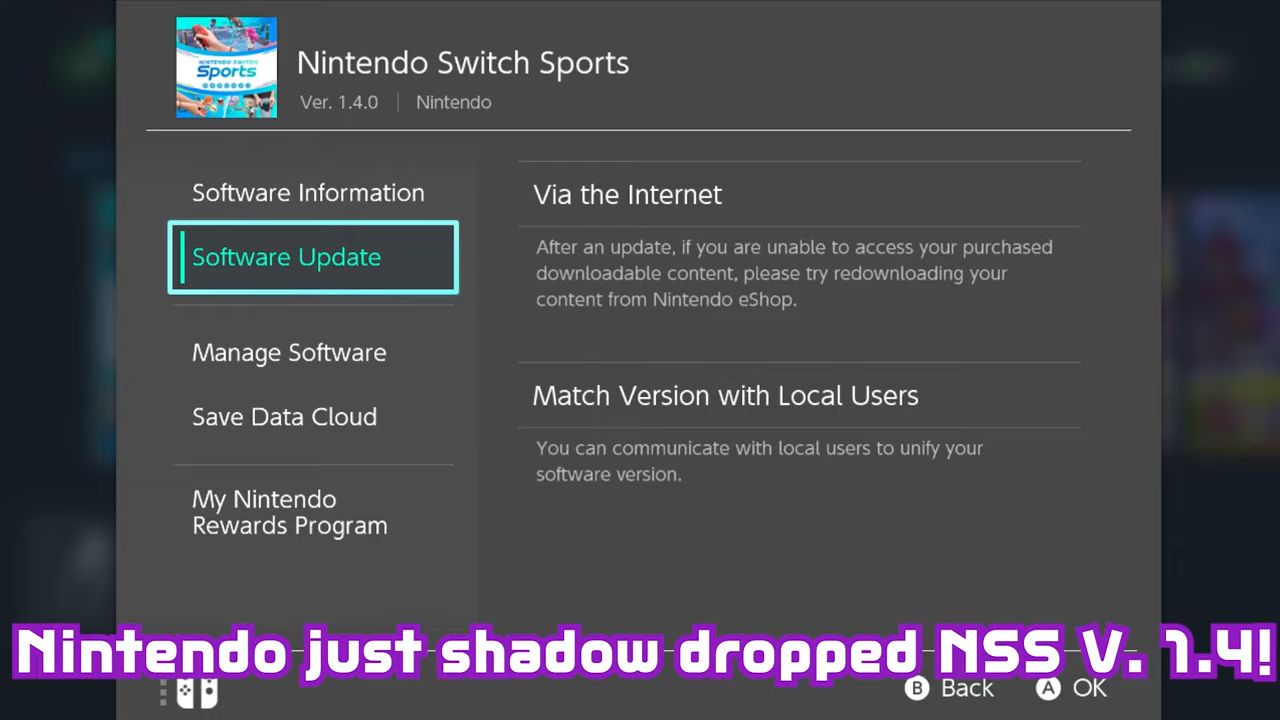 NINTENDO SWITCH
Sports
Nintendo Switch Sports
Ver. 1.4.0 | Nintendo
Software Information
Software Update
Manage Software
Save Data Cloud
My Nintendo
Rewards Program
Via the Internet
After an update, if you are unable to access your purchased
downloadable content, please try redownloading your
content from Nintendo eShop.
Match Version with Local Users
You can communicate with local users to unify your
software version.
Nintendo just shadow dropped NSS V. 1.4!
B Back A OK